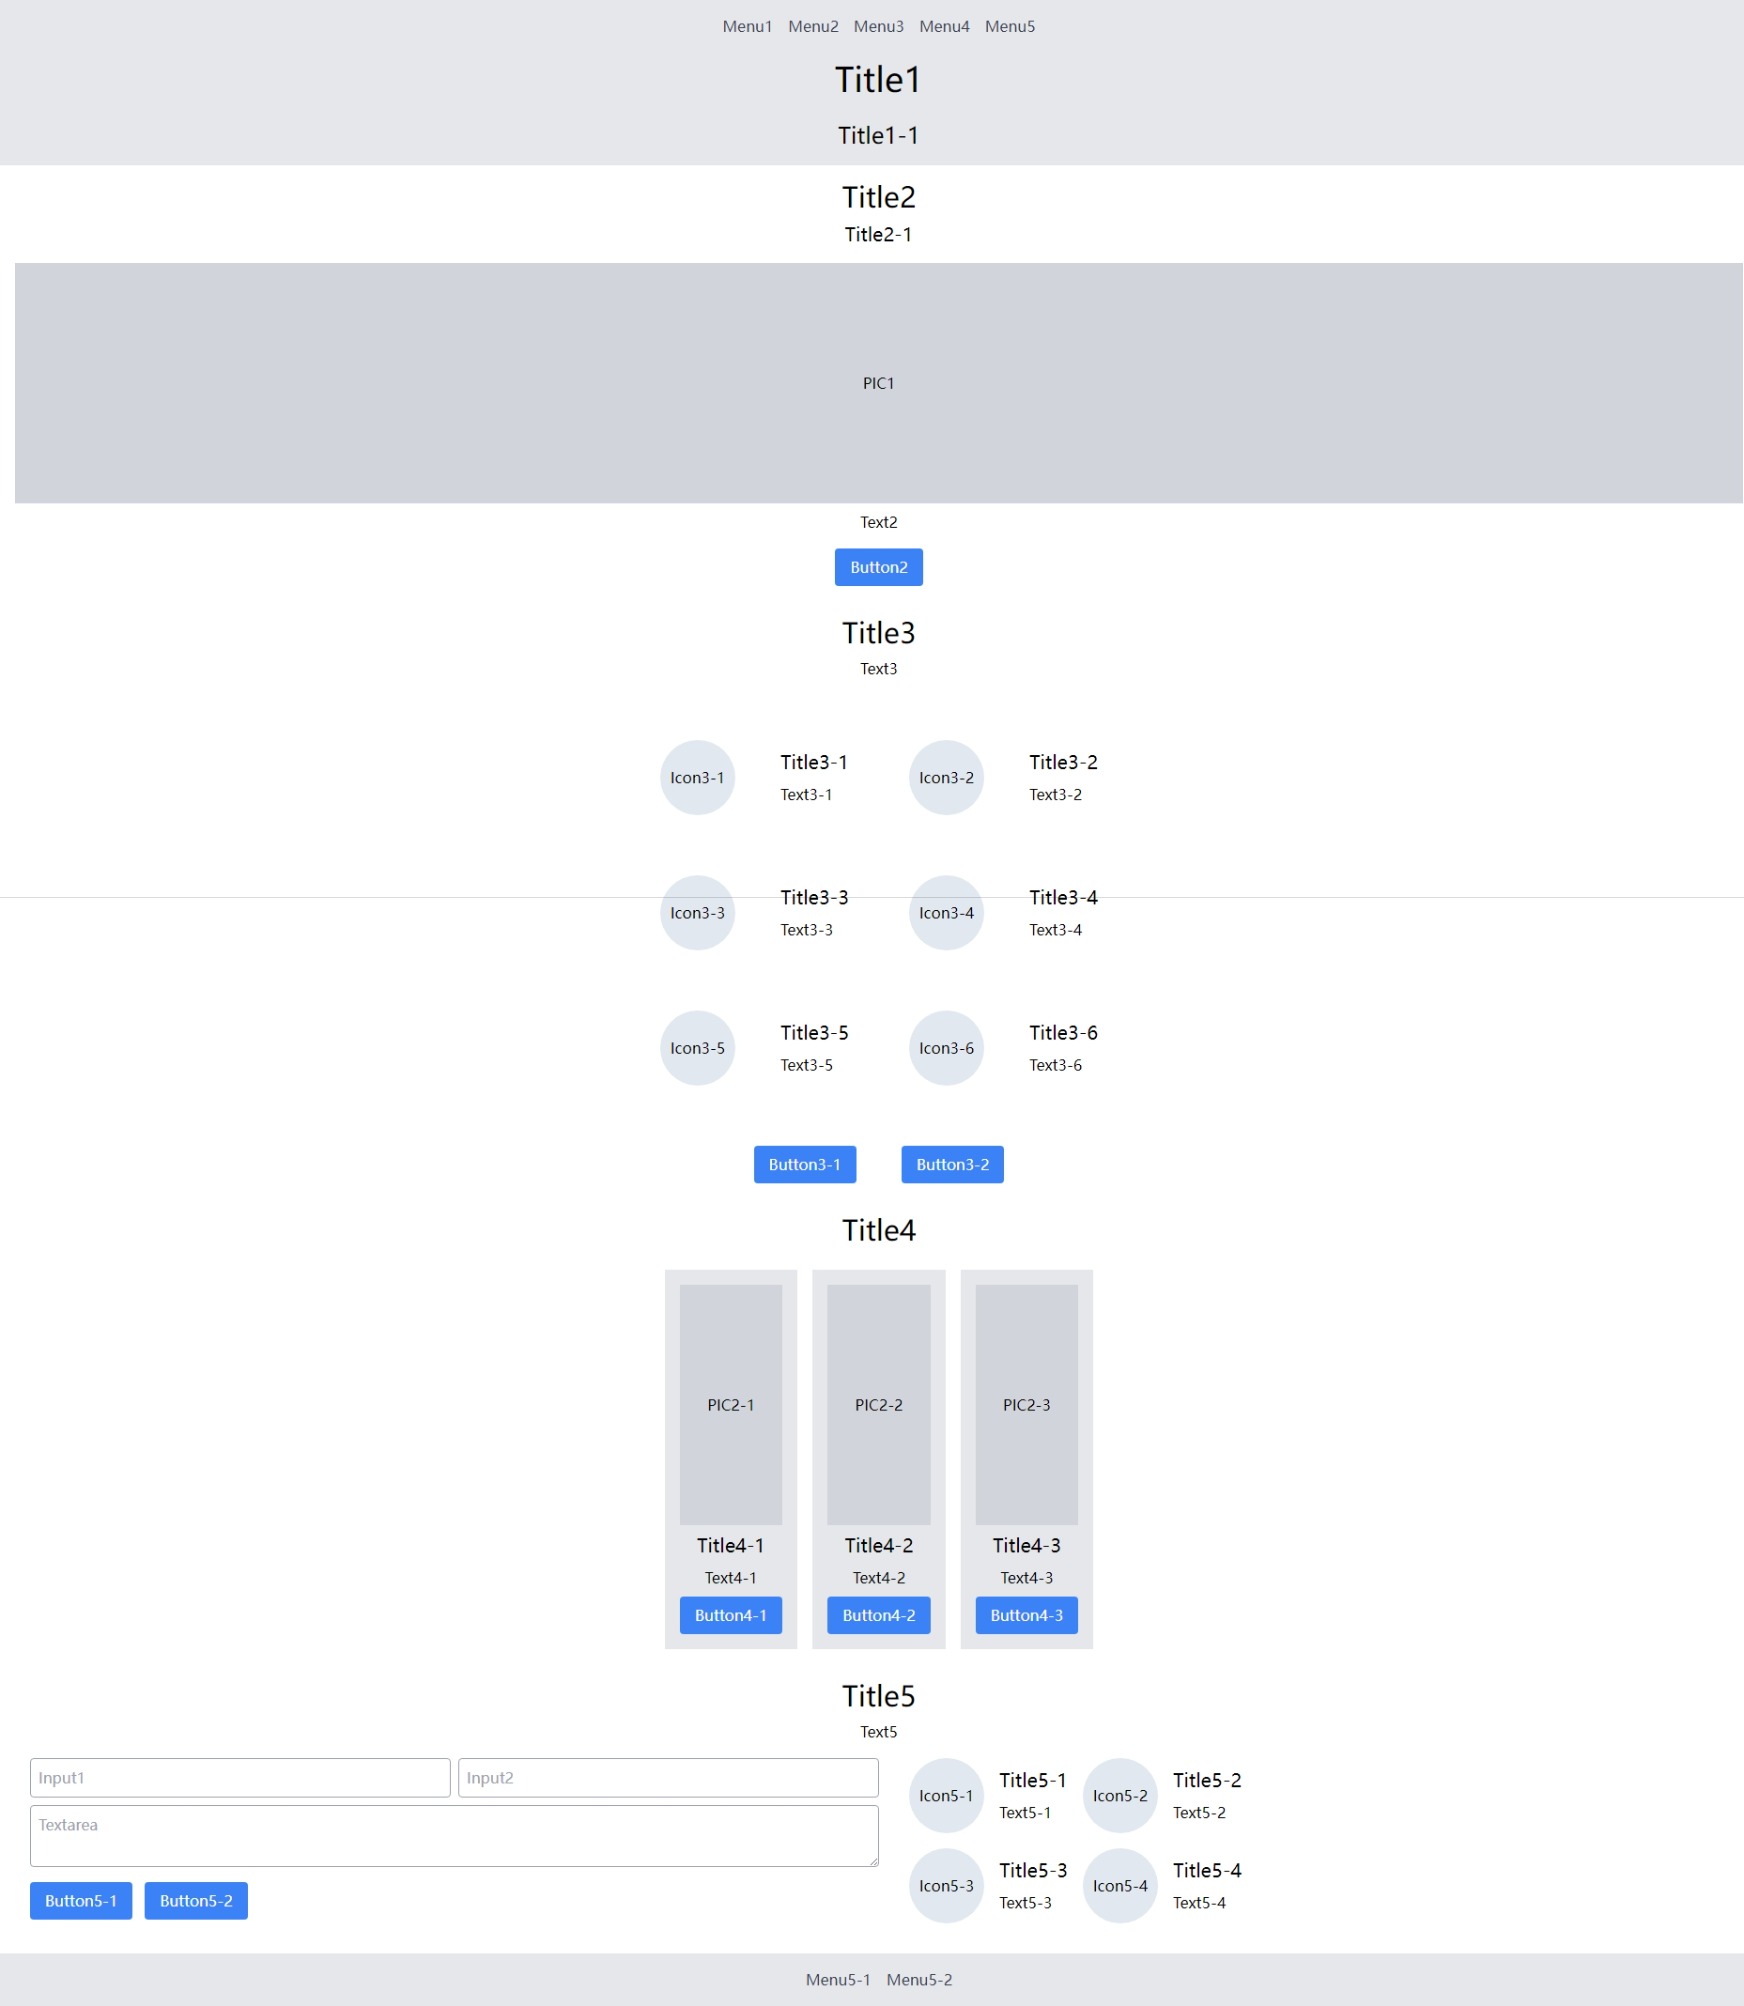 Menu1 Menu2 Menu3 Menu4 Menu5
Title1
Title1-1
Title2
Title2-1
PIC1
Text2
Button2
Title3
Text3
Icon3-1
Title3-1
Text3-1
Icon3-2
Title3-2
Text3-2
Icon3-3
Title3-3
Text3-3
Icon3-4
Title3-4
Text3-4
Icon3-5
Title3-5
Text3-5
Icon3-6
Title3-6
Text3-6
Button3-1 Button3-2
Title4
PIC2-1
Title4-1
Text4-1
Button4-1
PIC2-2
Title4-2
Text4-2
Button4-2
PIC2-3
Title4-3
Text4-3
Button4-3
Title5
Text5
Input1 Input2
Textarea
Button5-1 Button5-2
Icon5-1
Title5-1
Text5-1
Icon5-2
Title5-2
Text5-2
Icon5-3
Title5-3
Text5-3
Icon5-4
Title5-4
Text5-4
Menu5-1 Menu5-2